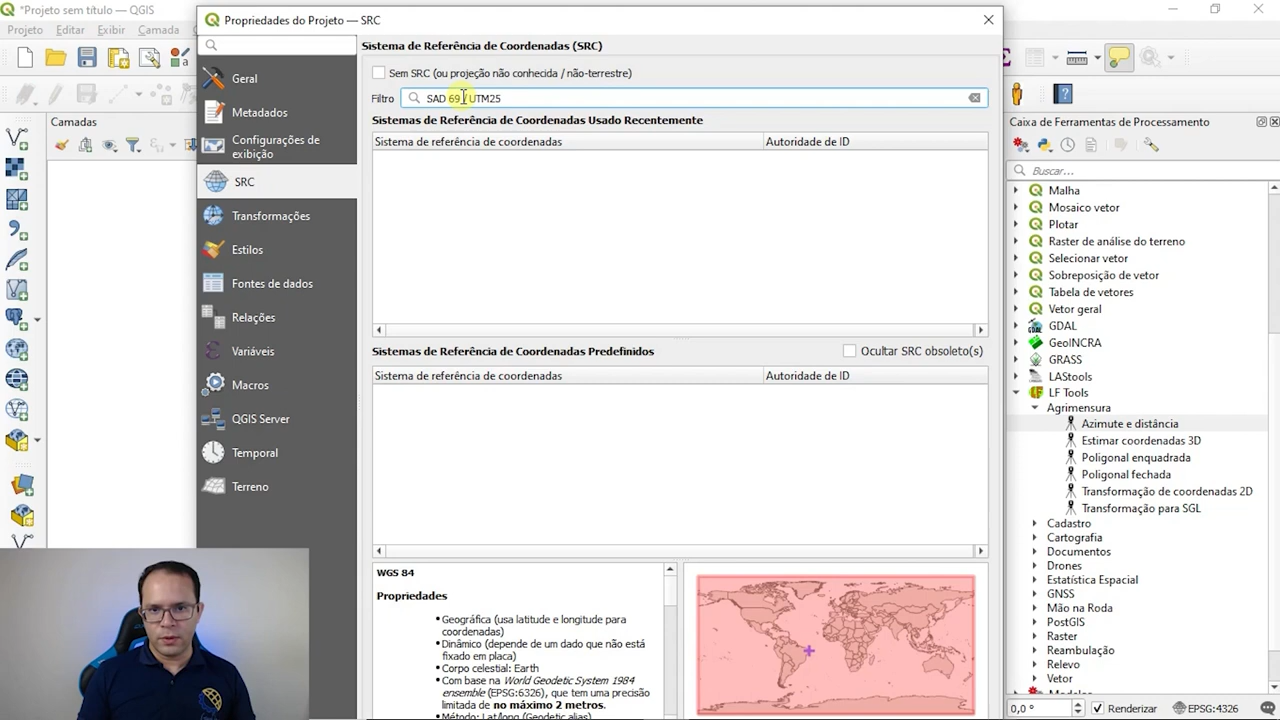 *Projeto sem título — QGIS
Projeto Editar Exibir Camada
Propriedades do Projeto — SRC
Geral
Metadados
Configurações de
exibição
SRC
Transformações
Estilos
Fontes de dados
Relações
Variáveis
Macros
QGIS Server
Temporal
Terreno
Camadas
Sistema de Referência de Coordenadas (SRC)
Sem SRC (ou projeção não conhecida / não-terrestre)
Filtro SAD 69 / UTM25
Sistemas de Referência de Coordenadas Usado Recentemente
Sistema de referência de coordenadas Autoridade de ID
Sistemas de Referência de Coordenadas Predefinidos Ocultar SRC obsoleto(s)
Sistema de referência de coordenadas Autoridade de ID
WGS 84
Propriedades
• Geográfica (usa latitude e longitude para
coordenadas)
• Dinâmico (depende de um dado que não está
fixado em placa)
• Corpo celestial: Earth
• Com base na World Geodetic System 1984
ensemble (EPSG:6326), que tem uma precisão
limitada de no máximo 2 metros.
• Método: Lat/long (Geodetic alias)
Caixa de Ferramentas de Processamento
Buscar...
Malha
Mosaico vetor
Plotar
Raster de análise do terreno
Selecionar vetor
Sobreposição de vetor
Tabela de vetores
Vetor geral
GDAL
GeoINCRA
GRASS
LAStools
LF Tools
Agrimensura
Azimute e distância
Estimar coordenadas 3D
Poligonal enquadrada
Poligonal fechada
Transformação de coordenadas 2D
Transformação para SGL
Cadastro
Cartografia
Documentos
Drones
Estatística Espacial
GNSS
Mão na Roda
PostGIS
Raster
Reambulação
Relevo
Vetor
Modelos
0,0 ° Renderizar EPSG:4326